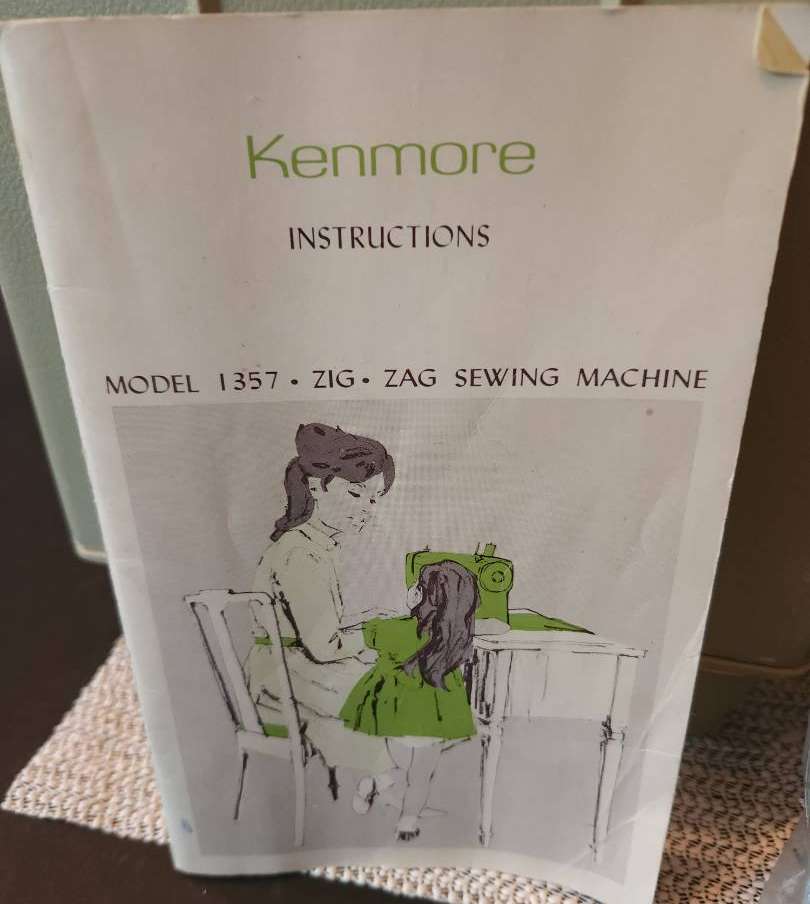 Kenmore
INSTRUCTIONS
MODEL 1357 • ZIG • ZAG SEWING MACHINE